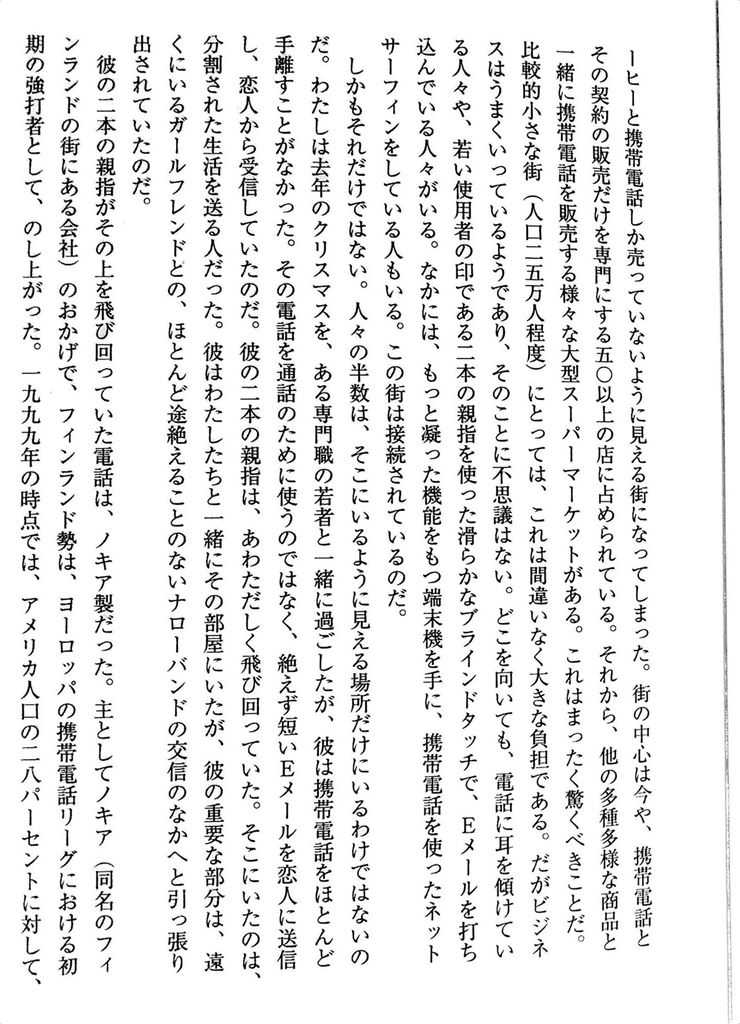 ーヒーと携帯電話しか売っていないように見える街になってしまった。街の中心は今や、携帯電話と
その契約の販売だけを専門にする五〇以上の店に占められている。それから、他の多種多様な商品と
一緒に携帯電話を販売する様々な大型スーパーマーケットがある。これはまったく驚くべきことだ。
比較的小さな街（人口二五万人程度）にとっては、これは間違いなく大きな負担である。だがビジネ
スはうまくいっているようであり、そのことに不思議はない。どこを向いても、電話に耳を傾けてい
る人々や、若い使用者の印である二本の親指を使った滑らかなブラインドタッチで、Eメールを打ち
込んでいる人々がいる。なかには、もっと凝った機能をもつ端末機を手に、携帯電話を使ったネット
サーフィンをしている人もいる。この街は接続されているのだ。
しかもそれだけではない。人々の半数は、そこにいるように見える場所だけにいるわけではないの
だ。わたしは去年のクリスマスを、ある専門職の若者と一緒に過ごしたが、彼は携帯電話をほとんど
手離すことがなかった。その電話を通話のために使うのではなく、絶えず短いEメールを恋人に送信
し、恋人から受信していたのだ。彼の二本の親指は、あわただしく飛び回っていた。そこにいたのは、
分割された生活を送る人だった。彼はわたしたちと一緒にその部屋にいたが、彼の重要な部分は、遠
くにいるガールフレンドとの、ほとんど途絶えることのないナローバンドの交信のなかへと引っ張り
出されていたのだ。
彼の二本の親指がその上を飛び回っていた電話は、ノキア製だった。主としてノキア（同名のフィ
ンランドの街にある会社）のおかげで、フィンランド勢は、ヨーロッパの携帯電話リーグにおける初
期の強打者として、のし上がった。一九九九年の時点では、アメリカ人口の二八パーセントに対して、